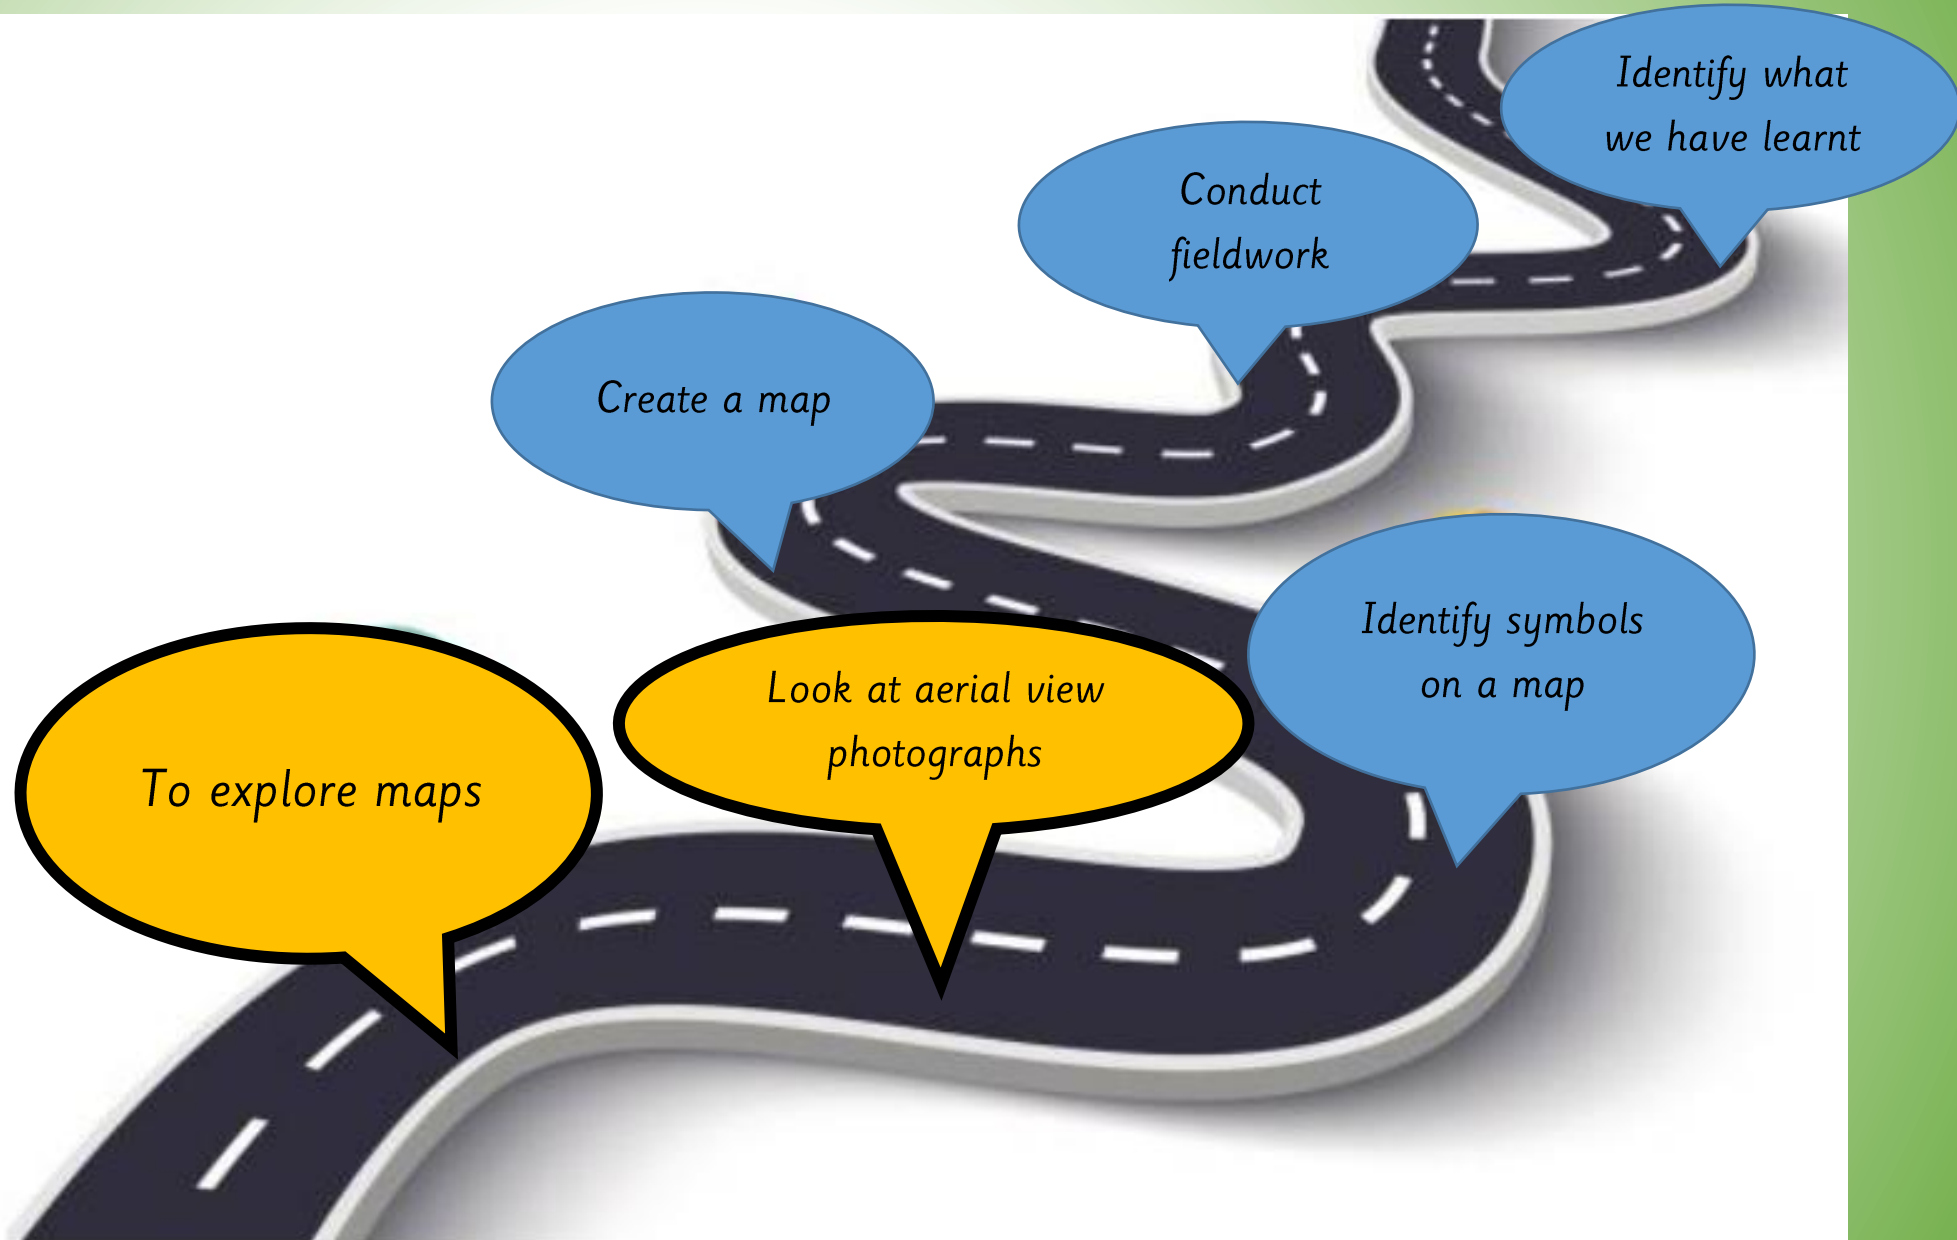 Identify what
we have learnt
Conduct
fieldwork
Create a map
Identify symbols
on a map
Look at aerial view
photographs
To explore maps